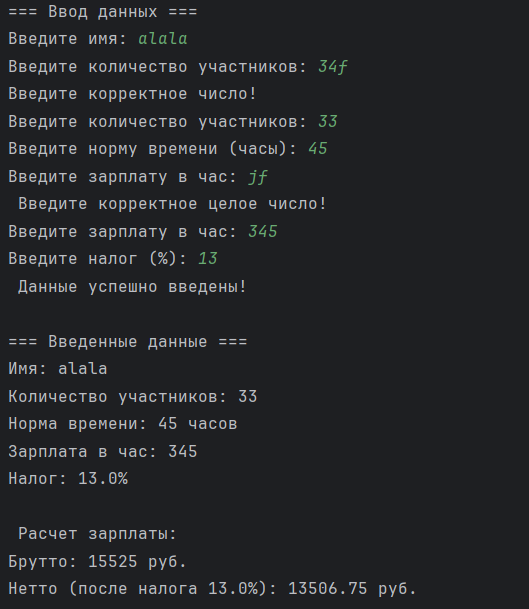 === Ввод данных ===
Введите имя: alala
Введите количество участников: 34f
Введите корректное число!
Введите количество участников: 33
Введите норму времени (часы): 45
Введите зарплату в час: jf
Введите корректное целое число!
Введите зарплату в час: 345
Введите налог (%): 13
Данные успешно введены!
=== Введенные данные ===
Имя: alala
Количество участников: 33
Норма времени: 45 часов
Зарплата в час: 345
Налог: 13.0%
Расчет зарплаты:
Брутто: 15525 руб.
Нетто (после налога 13.0%): 13506.75 руб.